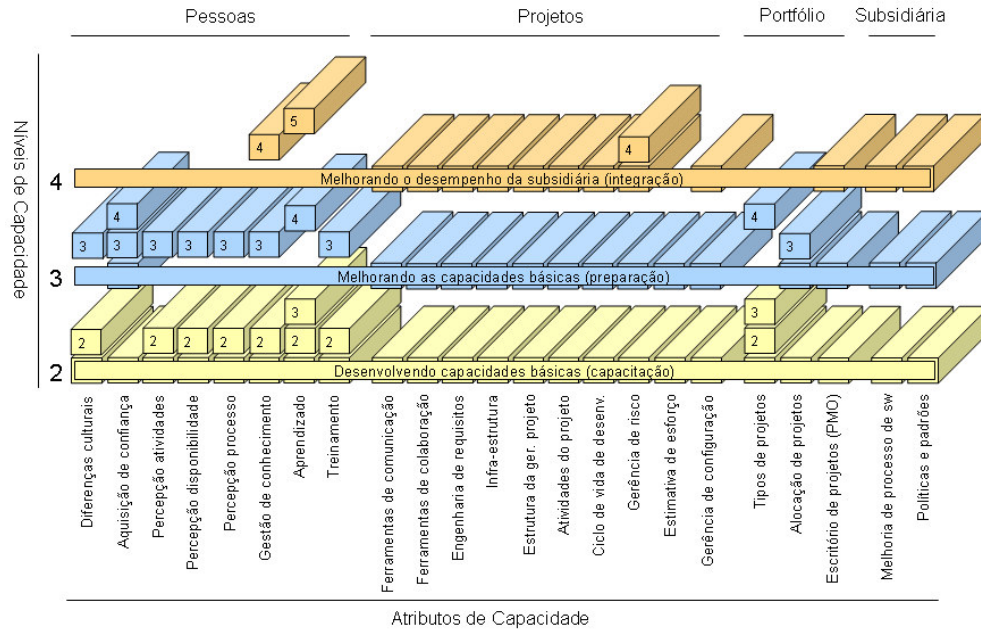 Pessoas
Projetos
Portfólio
Subsidiária
Níveis de Capacidade
5
4
4
4
Melhorando o desempenho da subsidiária (integração)
4
4
4
3
3
3
3
3
3
3
3
3
Melhorando as capacidades básicas (preparação)
3
3
2
2
2
2
2
2
2
2
2
Desenvolvendo capacidades básicas (capacitação)
Diferenças culturais
Aquisição de confiança
Percepção atividades
Percepção disponibilidade
Percepção processo
Gestão de conhecimento
Aprendizado
Treinamento
Ferramentas de comunicação
Ferramentas de colaboração
Engenharia de requisitos
Infra-estrutura
Estrutura da ger. projeto
Atividades do projeto
Ciclo de vida de desenv.
Gerência de risco
Estimativa de esforço
Gerência de configuração
Tipos de projetos
Alocação de projetos
Escritório de projetos (PMO)
Melhoria de processo de sw
Políticas e padrões
Atributos de Capacidade